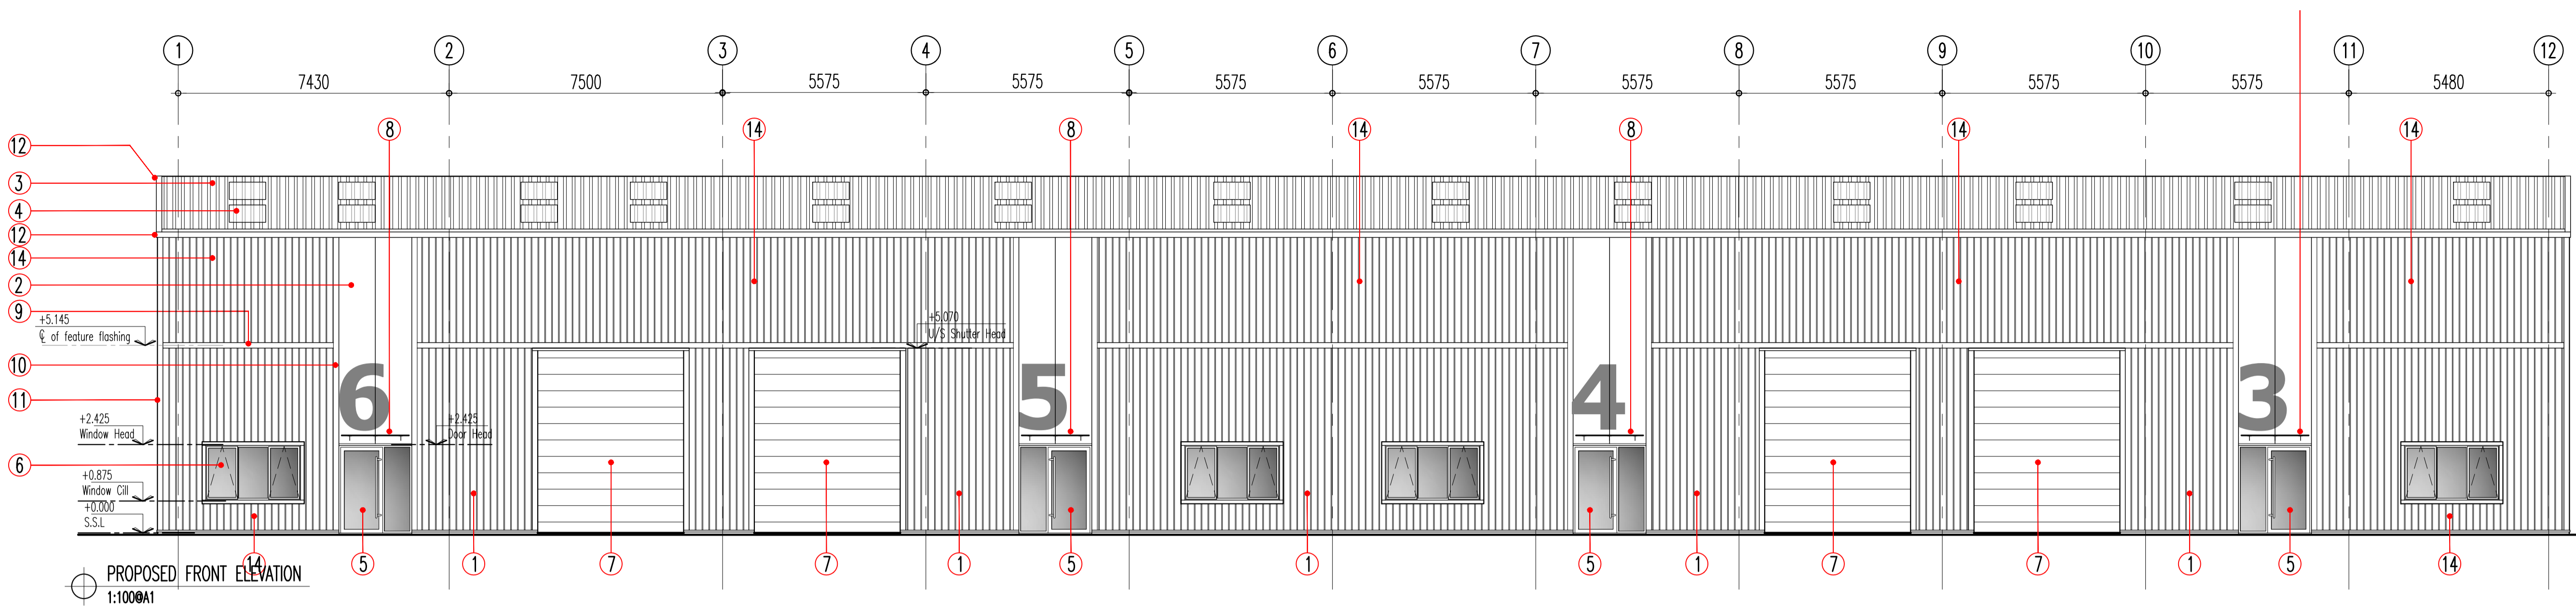 1 2 3 4 5 6 7 8 9 10 11 12
7430 7500 5575 5575 5575 5575 5575 5575 5575 5575 5480
8 14 8 14 8 14 14
12
3
4
12
14
2
9
+5.145
℄ of feature flashing
+5.070
U/S Shutter Head
10
11
6 5 4 3
+2.425
Window Head
+2.425
Door Head
6
+0.875
Window Cill
+0.000
S.S.L
14 5 1 7 7 1 5 1 5 1 7 7 1 5 14
PROPOSED FRONT ELEVATION
1:100@A1